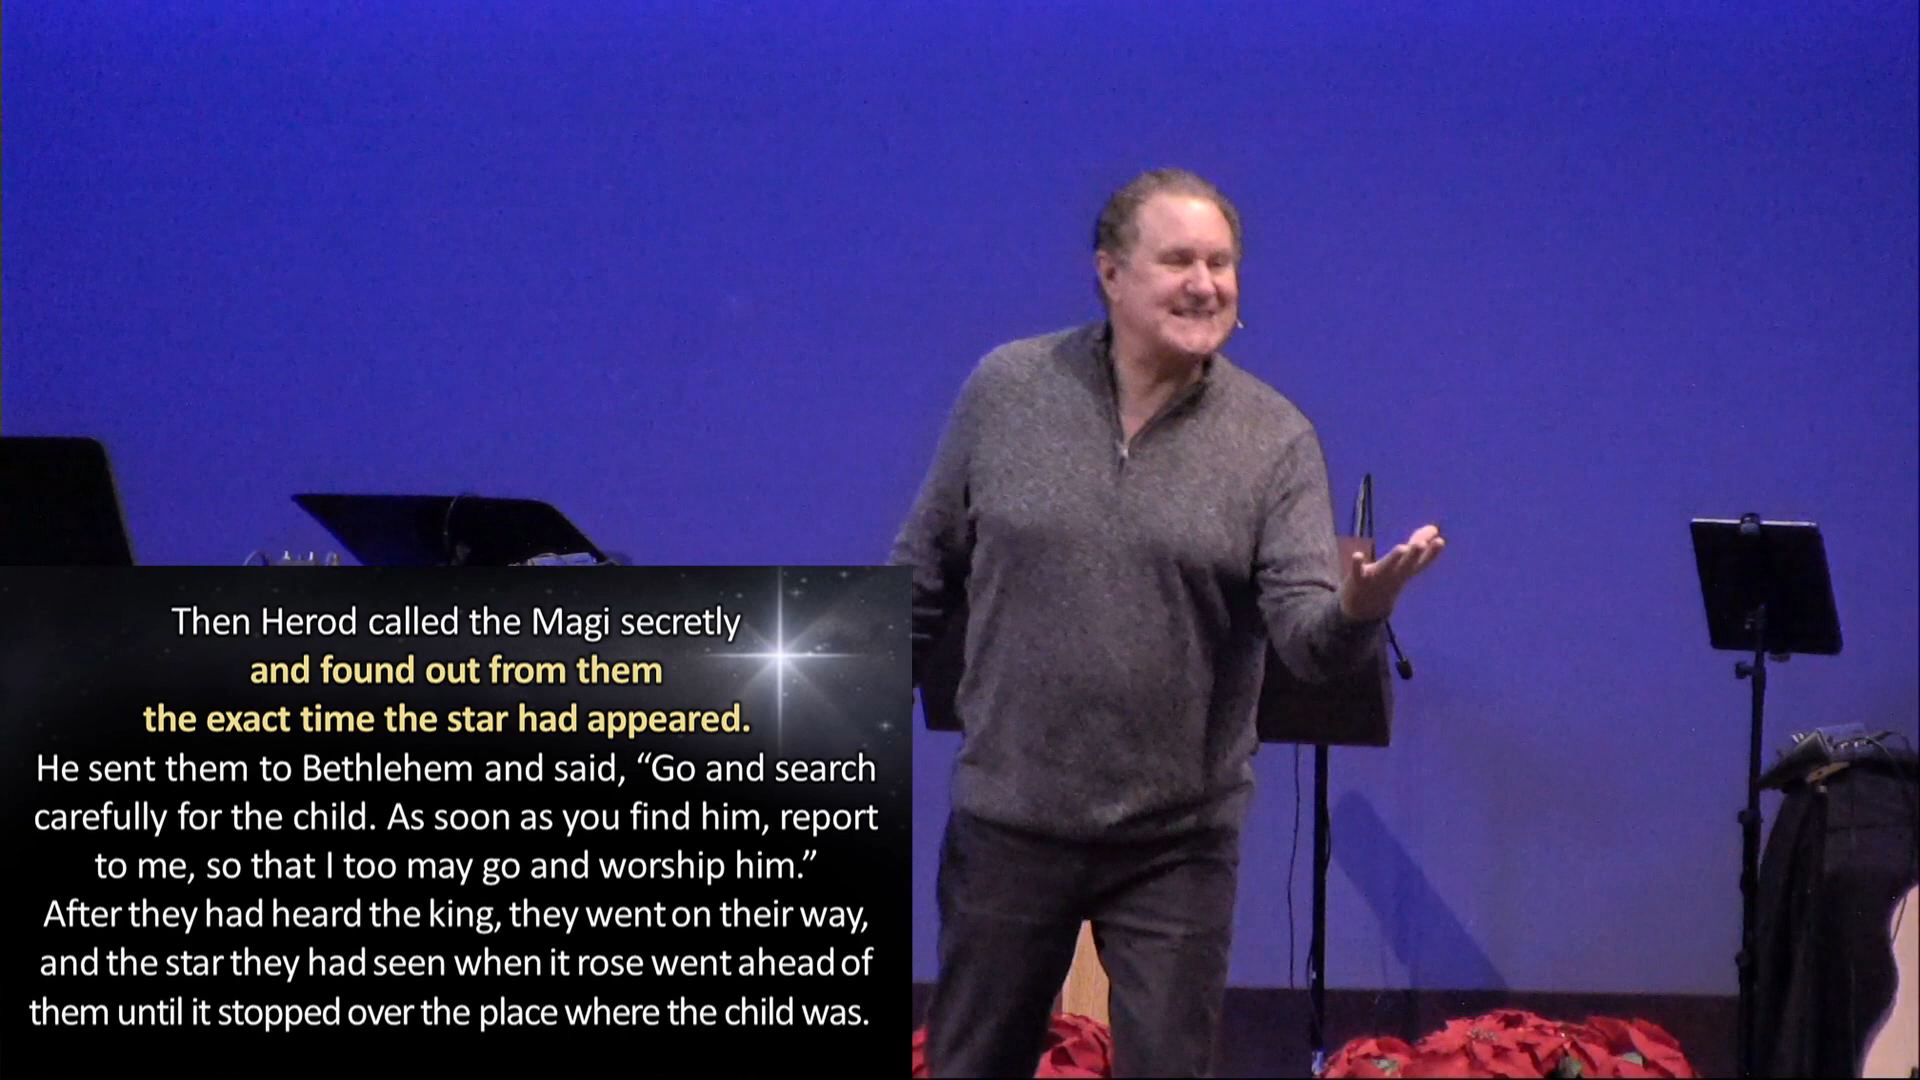 Then Herod called the Magi secretly
and found out from them
the exact time the star had appeared.
He sent them to Bethlehem and said, “Go and search
carefully for the child. As soon as you find him, report
to me, so that I too may go and worship him.”
After they had heard the king, they went on their way,
and the star they had seen when it rose went ahead of
them until it stopped over the place where the child was.